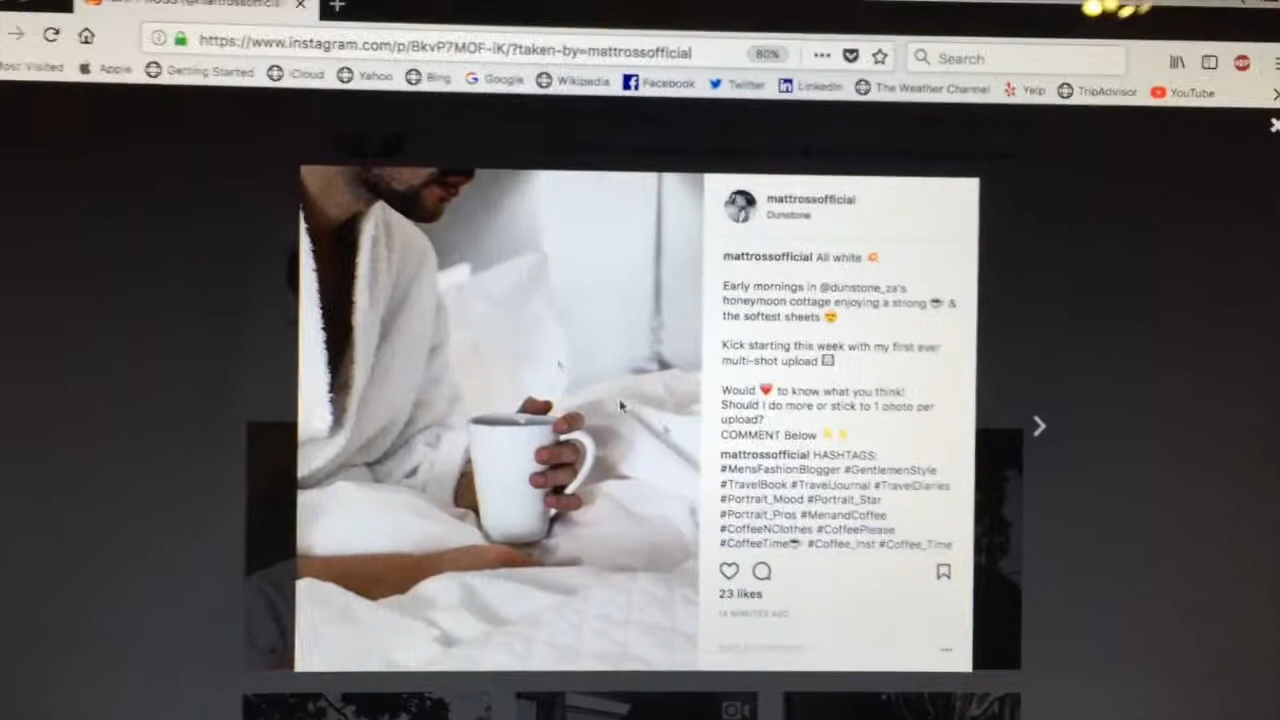 https://www.instagram.com/p/BkvP7MOF-iK/?taken-by=mattrossofficial
80%
Search
Most Visited
Apple
Getting Started
iCloud
Yahoo
Bing
Google
Wikipedia
Facebook
Twitter
LinkedIn
The Weather Channel
Yelp
TripAdvisor
YouTube
mattrossofficial
Dunstone
mattrossofficial All white 💥
Early mornings in @dunstone_za's
honeymoon cottage enjoying a strong ☕ &
the softest sheets 😍
Kick starting this week with my first ever
multi-shot upload
Would ❤️ to know what you think!
Should I do more or stick to 1 photo per
upload?
COMMENT Below
mattrossofficial HASHTAGS:
#MensFashionBlogger #GentlemenStyle
#TravelBook #TravelJournal #TravelDiaries
#Portrait_Mood #Portrait_Star
#Portrait_Pros #MenandCoffee
#CoffeeNClothes #CoffeePlease
#CoffeeTime☕ #Coffee_Inst #Coffee_Time
23 likes
14 MINUTES AGO